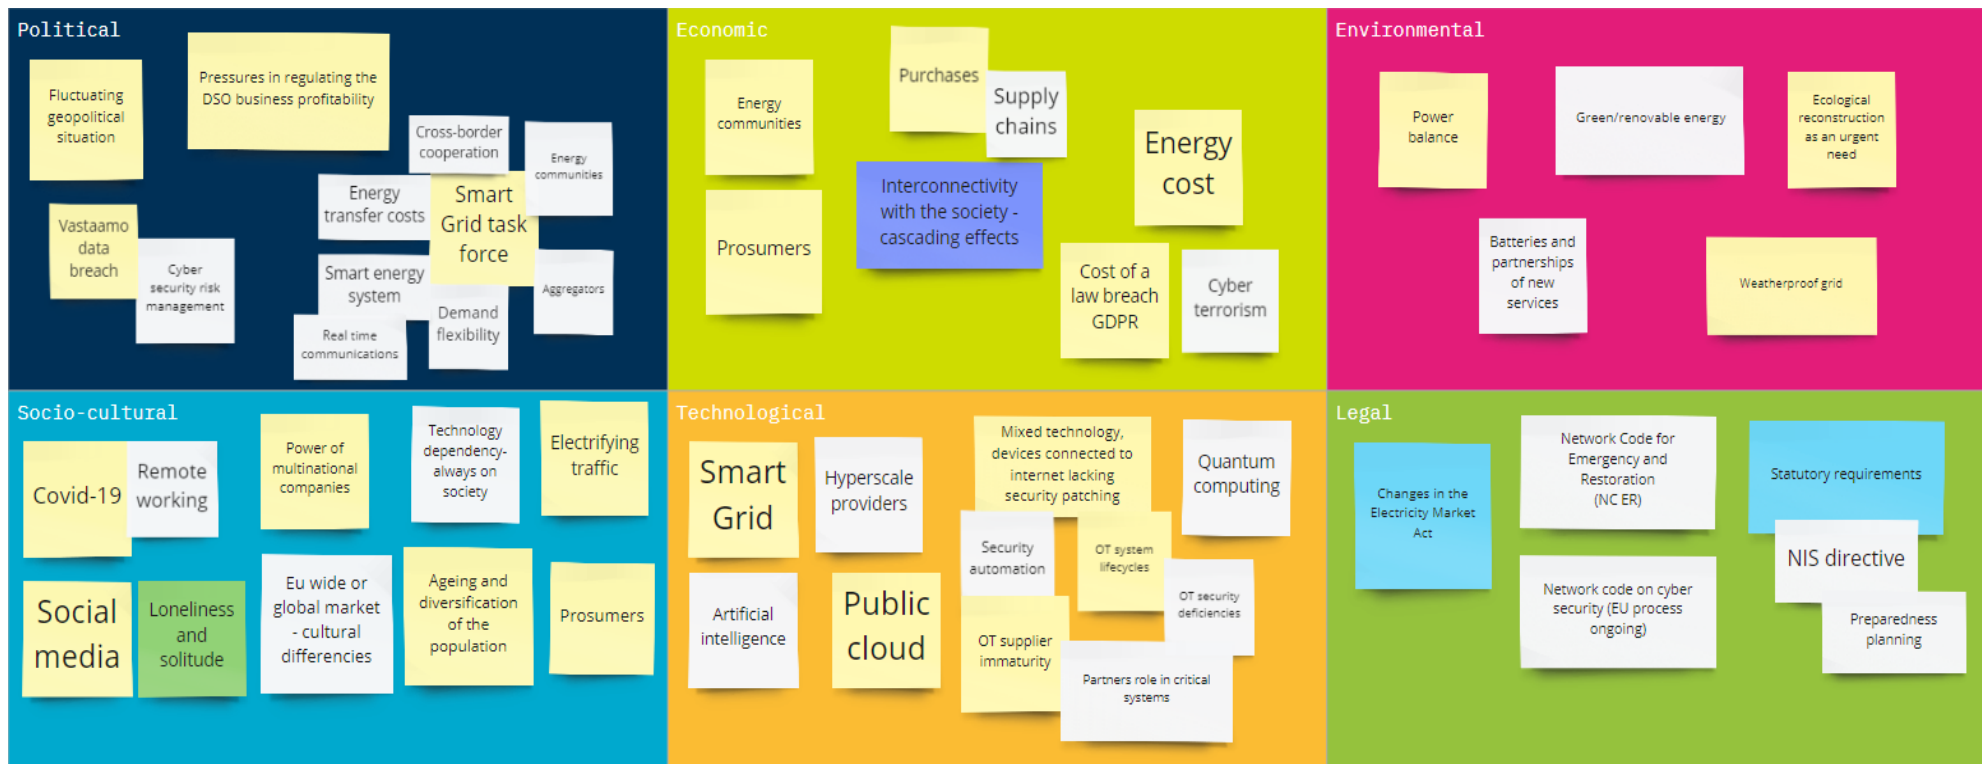 Political
Fluctuating
geopolitical
situation
Pressures in regulating the
DSO business profitability
Cross-border
cooperation
Energy
communities
Energy
transfer costs
Smart
Grid task
force
Vastaamo
data
breach
Cyber
security risk
management
Smart energy
system
Aggregators
Real time
communications
Demand
flexibility
Economic
Energy
communities
Purchases
Supply
chains
Energy
cost
Interconnectivity
with the society -
cascading effects
Prosumers
Cost of a
law breach
GDPR
Cyber
terrorism
Environmental
Power
balance
Green/renovable energy
Ecological
reconstruction
as an urgent
need
Batteries and
partnerships
of new
services
Weatherproof grid
Socio-cultural
Covid-19
Remote
working
Power of
multinational
companies
Technology
dependency-
always on
society
Electrifying
traffic
Social
media
Loneliness
and
solitude
Eu wide or
global market
- cultural
differencies
Ageing and
diversification
of the
population
Prosumers
Technological
Smart
Grid
Hyperscale
providers
Mixed technology,
devices connected to
internet lacking
security patching
Quantum
computing
Security
automation
OT system
lifecycles
OT security
deficiencies
Artificial
intelligence
Public
cloud
OT supplier
immaturity
Partners role in critical
systems
Legal
Changes in the
Electricity Market
Act
Network Code for
Emergency and
Restoration
(NC ER)
Statutory requirements
NIS directive
Network code on cyber
security (EU process
ongoing)
Preparedness
planning